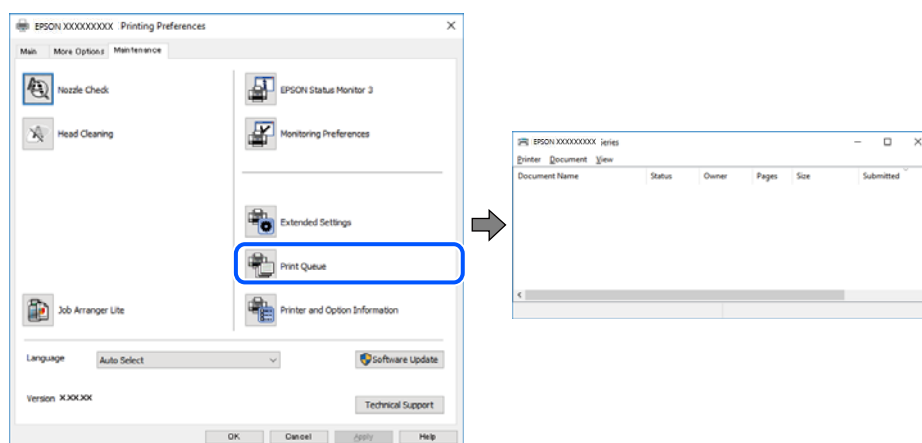 EPSON XXXXXXXXX Printing Preferences
Main More Options Maintenance
Nozzle Check
EPSON Status Monitor 3
Head Cleaning
Monitoring Preferences
Extended Settings
Print Queue
Job Arranger Lite
Printer and Option Information
Language Auto Select
Software Update
Version X.XX.XX
Technical Support
OK Cancel Apply Help
EPSON XXXXXXXXX eries
Printer Document View
Document Name Status Owner Pages Size Submitted